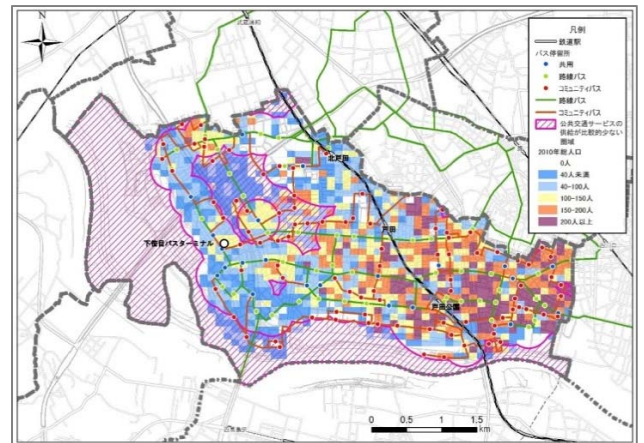 武蔵浦和
凡例
鉄道駅
バス停留所
共用
路線バス
コミュニティバス
路線バス
コミュニティバス
公共交通サービスの
供給が比較的少ない
圏域
2010年総人口
0人
40人未満
40-100人
100-150人
150-200人
200人以上
北戸田
戸田
下笹目バスターミナル
戸田公園
0 0.5 1 1.5
km